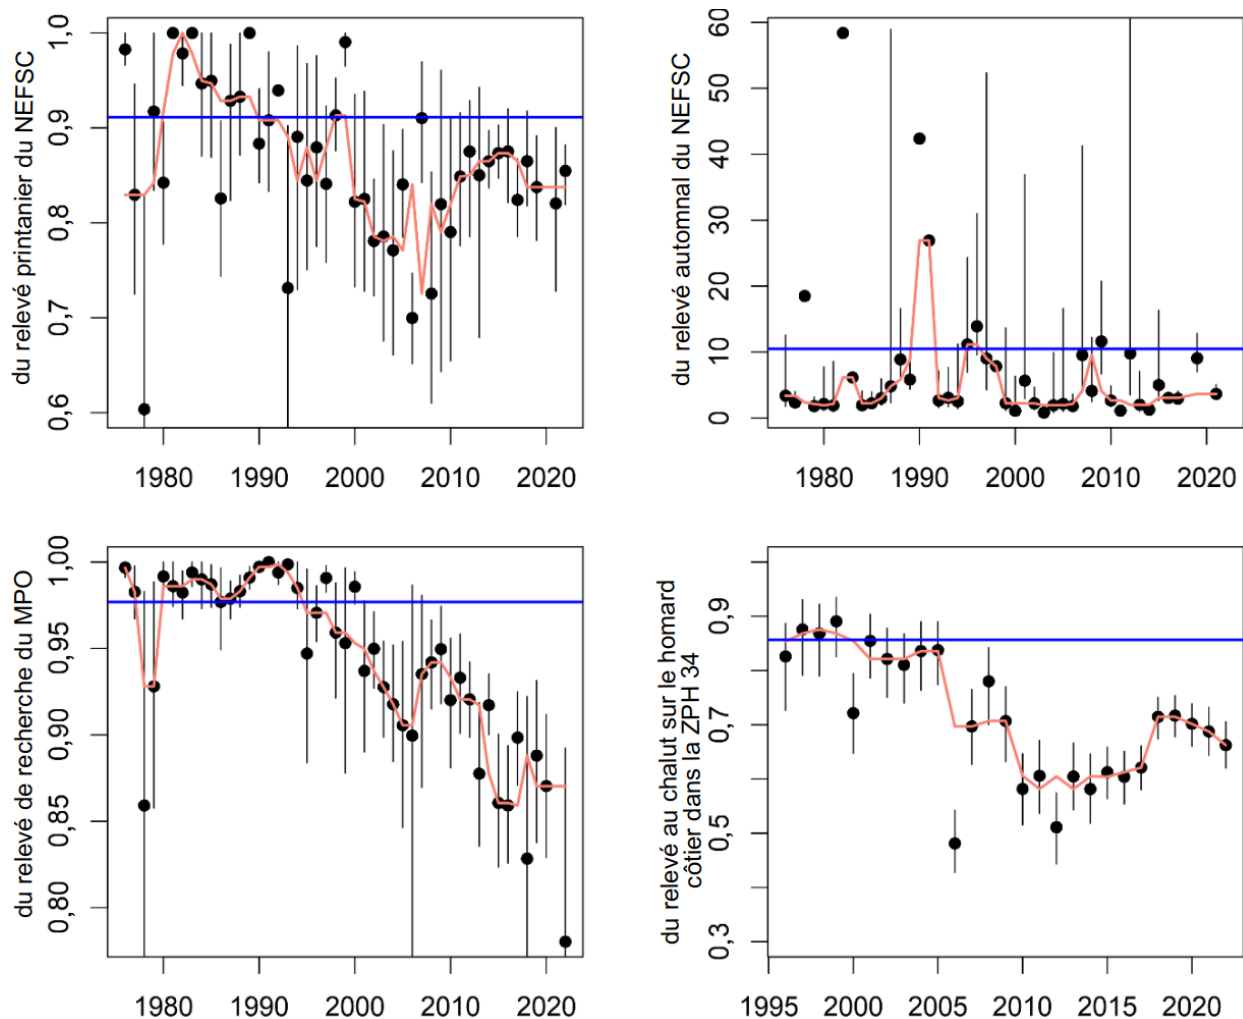 du relevé printanier du NEFSC
1,0
0,9
0,8
0,7
0,6
1980 1990 2000 2010 2020
du relevé automnal du NEFSC
60
50
40
30
20
10
0
1980 1990 2000 2010 2020
du relevé de recherche du MPO
1,00
0,95
0,90
0,85
0,80
1980 1990 2000 2010 2020
du relevé au chalut sur le homard
côtier dans la ZPH 34
0,9
0,7
0,5
0,3
1995 2000 2005 2010 2015 2020